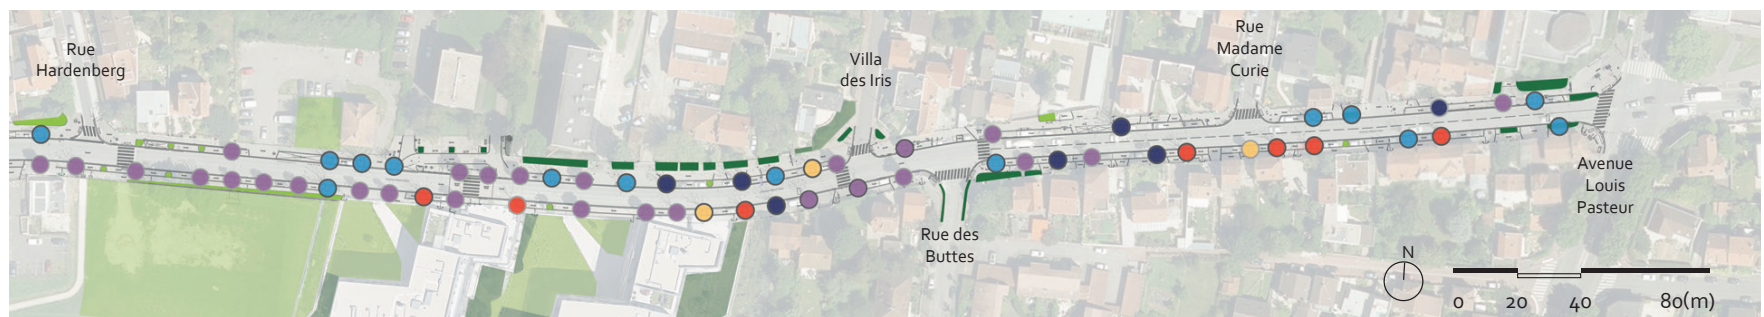 Rue
Hardenberg
Villa
des Iris
Rue
Madame
Curie
Rue des
Buttes
Avenue
Louis
Pasteur
N
0 20 40 80(m)